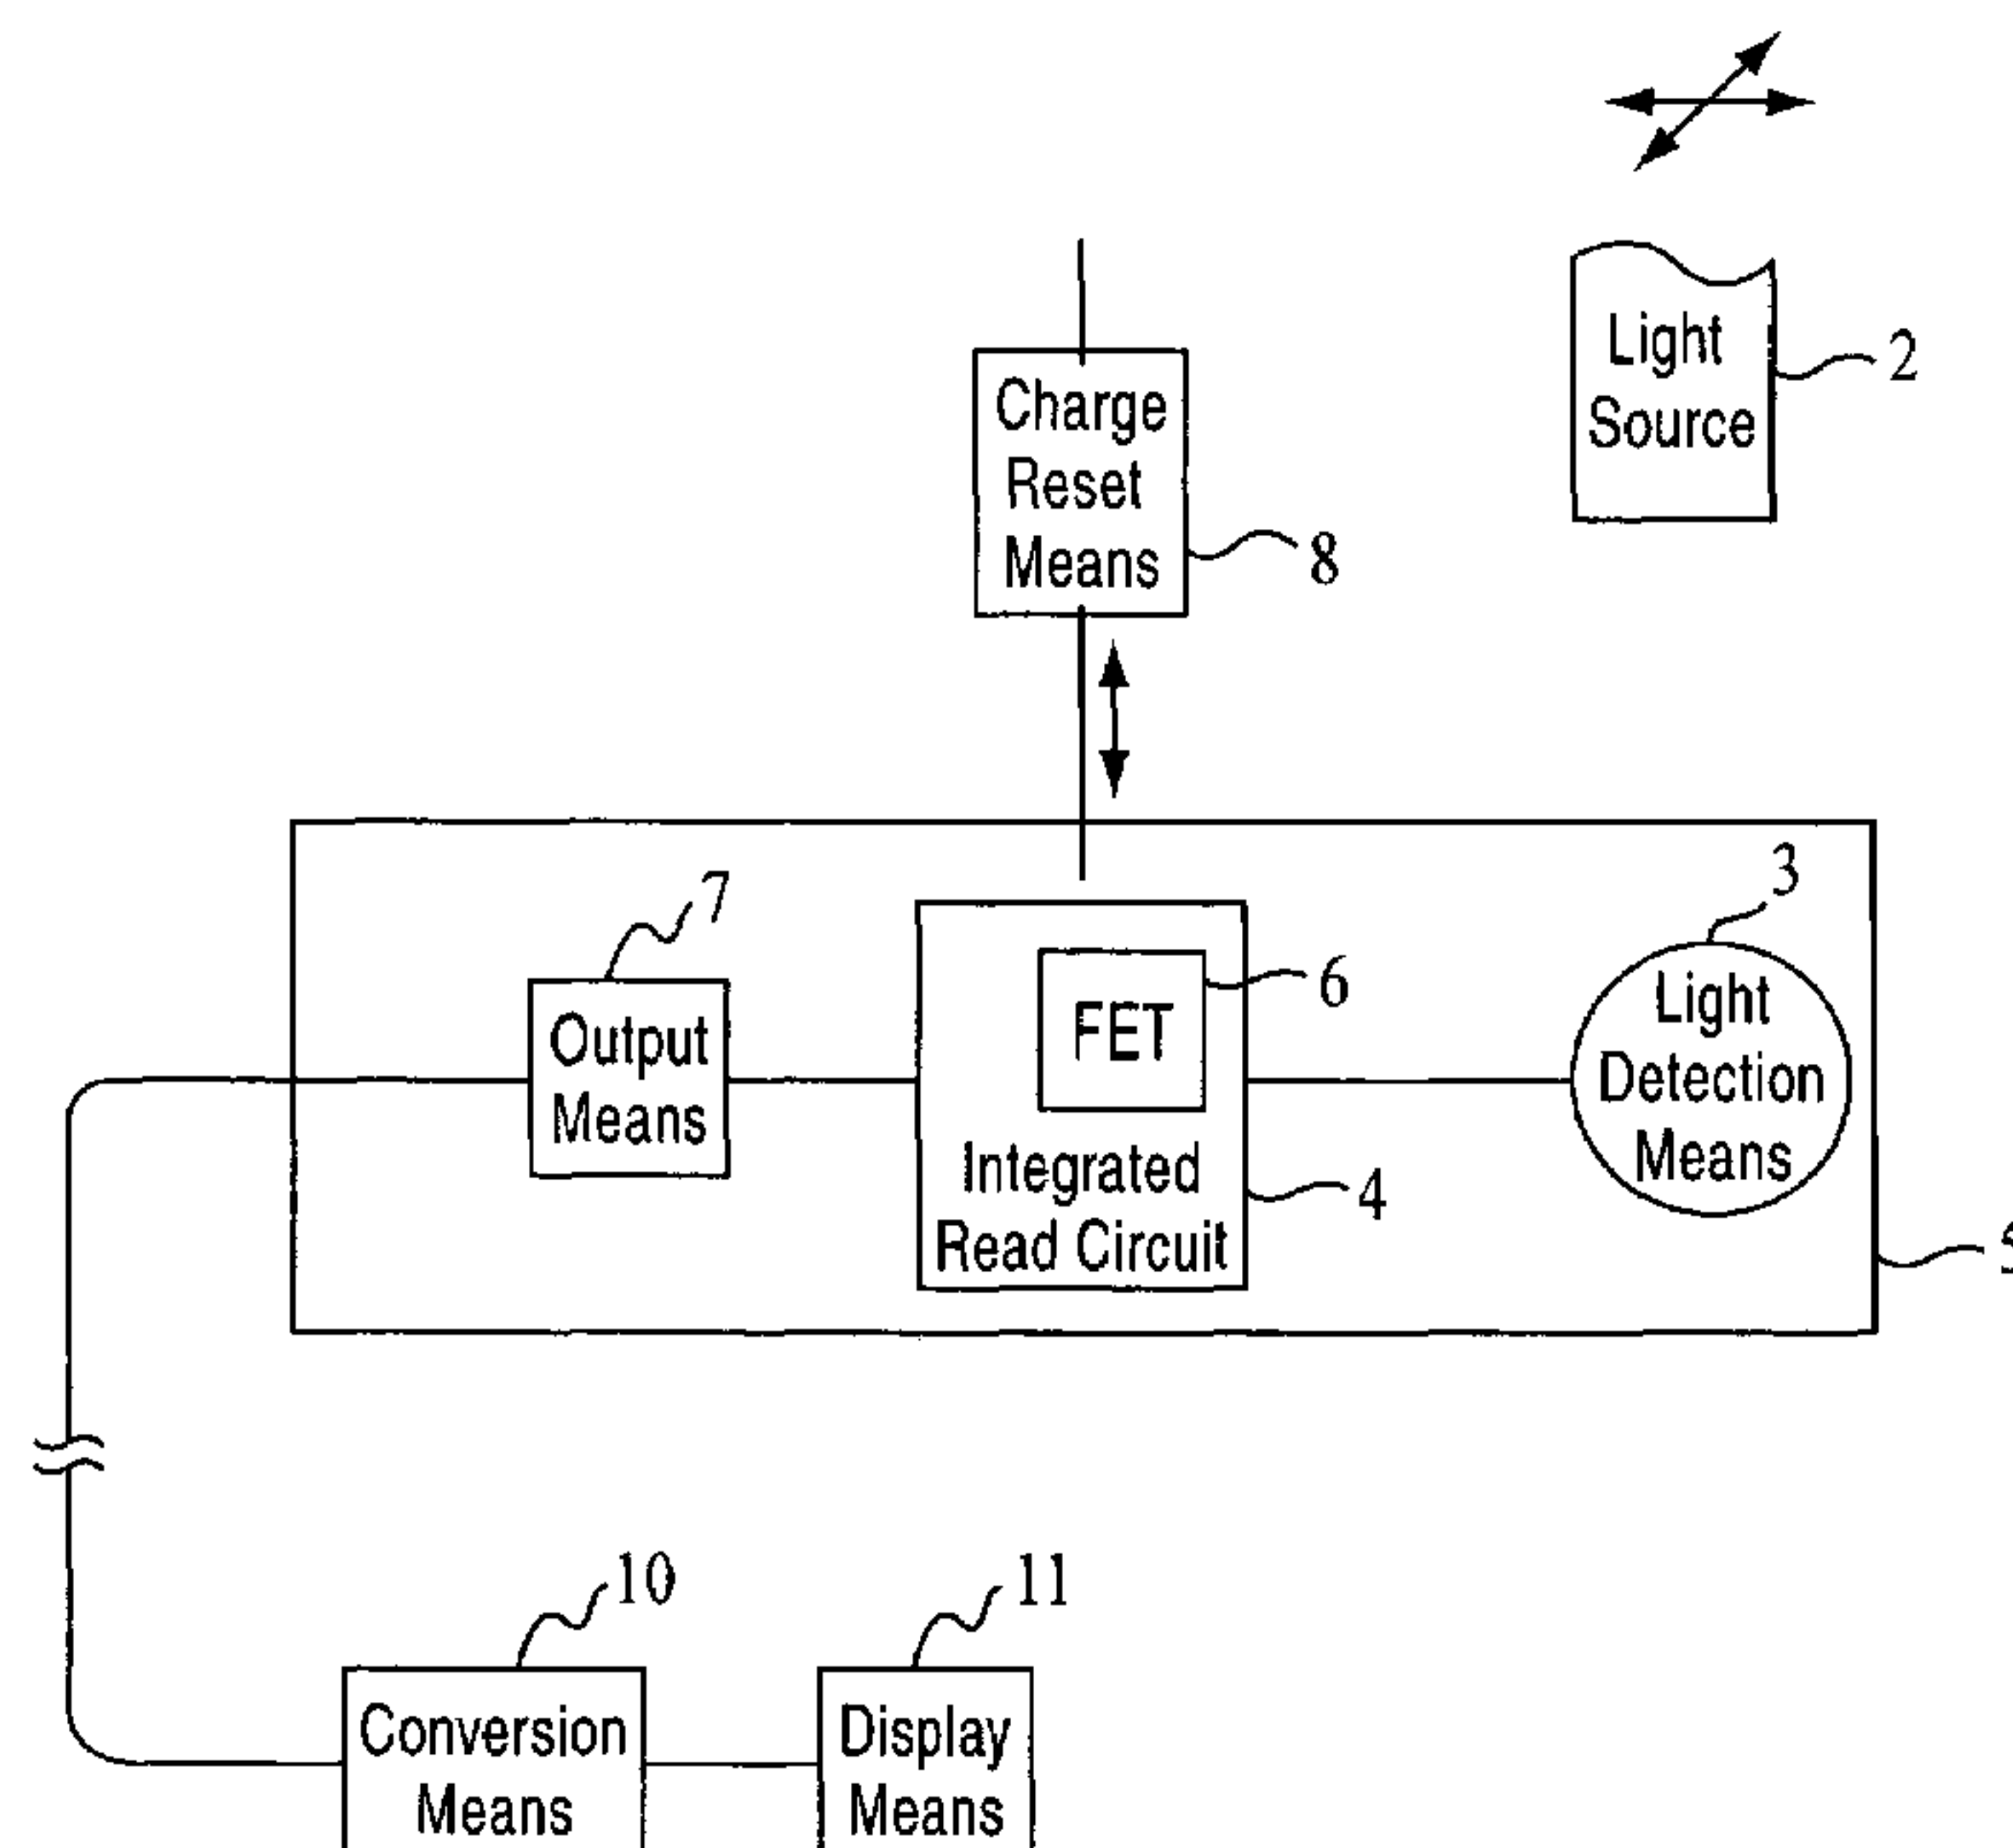 Light
Source
2
Charge
Reset
Means
8
7
3
Output
Means
FET
6
Integrated
Read Circuit
4
Light
Detection
Means
10
11
Conversion
Means
Display
Means